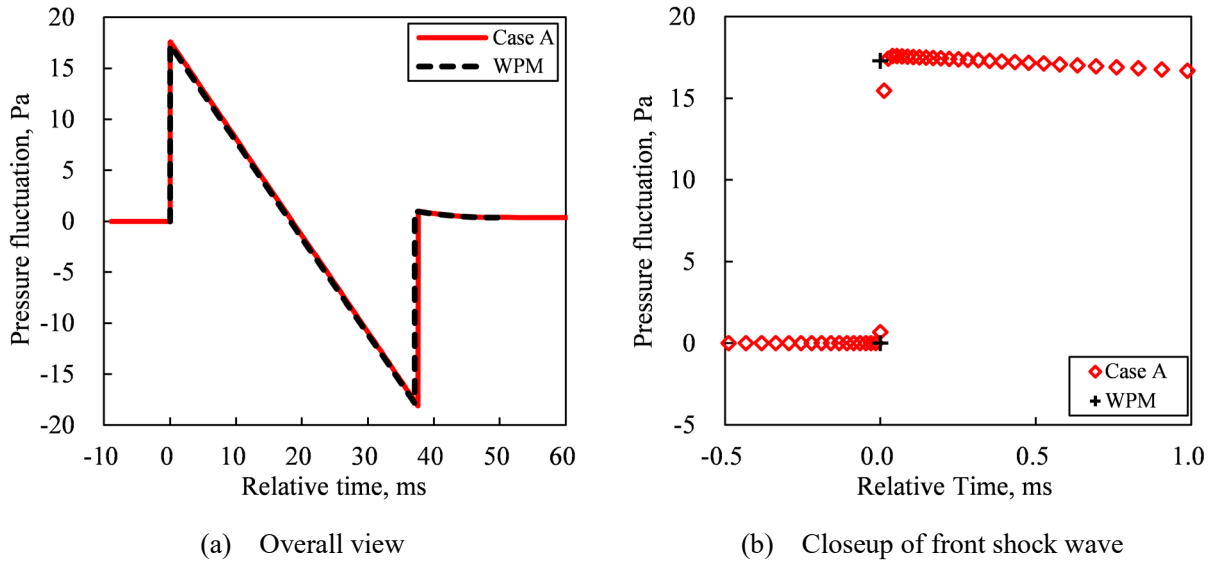 20
15
10
5
0
-5
-10
-15
-20
Pressure fluctuation, Pa
Case A
WPM
-10 0 10 20 30 40 50 60
Relative time, ms
(a) Overall view
20
15
10
5
0
-5
Pressure fluctuation, Pa
Case A
WPM
-0.5 0.0 0.5 1.0
Relative Time, ms
(b) Closeup of front shock wave